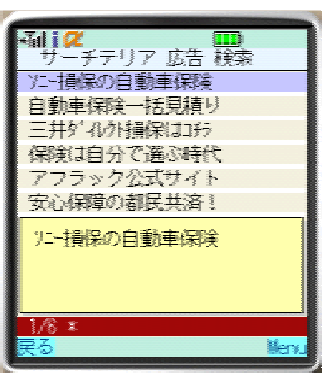 サーチテリア 広告 検索
ソニー損保の自動車保険
自動車保険一括見積り
三井ダイレクト損保はコチラ
保険は自分で選ぶ時代
アフラック公式サイト
安心保障の都民共済!
ソニー損保の自動車保険
1/6
戻る Menu